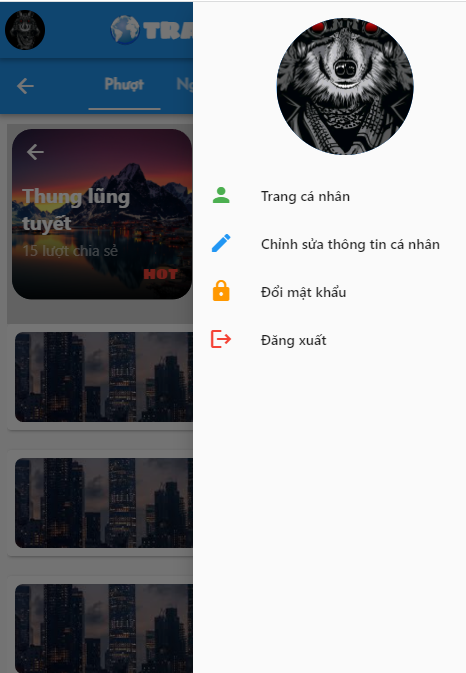 TRA
Phượt
Ng
Thung lũng
tuyết
15 lượt chia sẻ
HOT
Trang cá nhân
Chỉnh sửa thông tin cá nhân
Đổi mật khẩu
Đăng xuất